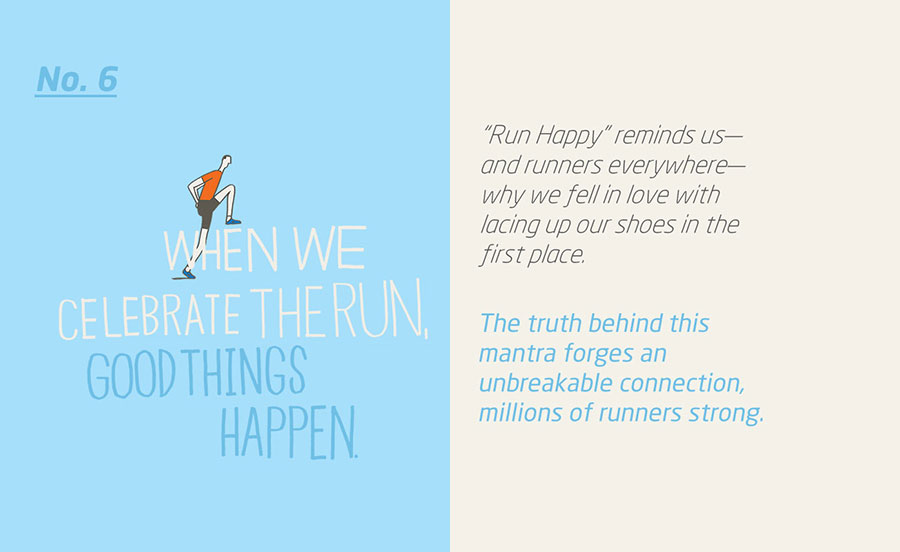 No. 6
WHEN WE
CELEBRATE THE RUN,
GOOD THINGS
HAPPEN.
“Run Happy” reminds us—
and runners everywhere—
why we fell in love with
lacing up our shoes in the
first place.
The truth behind this
mantra forges an
unbreakable connection,
millions of runners strong.